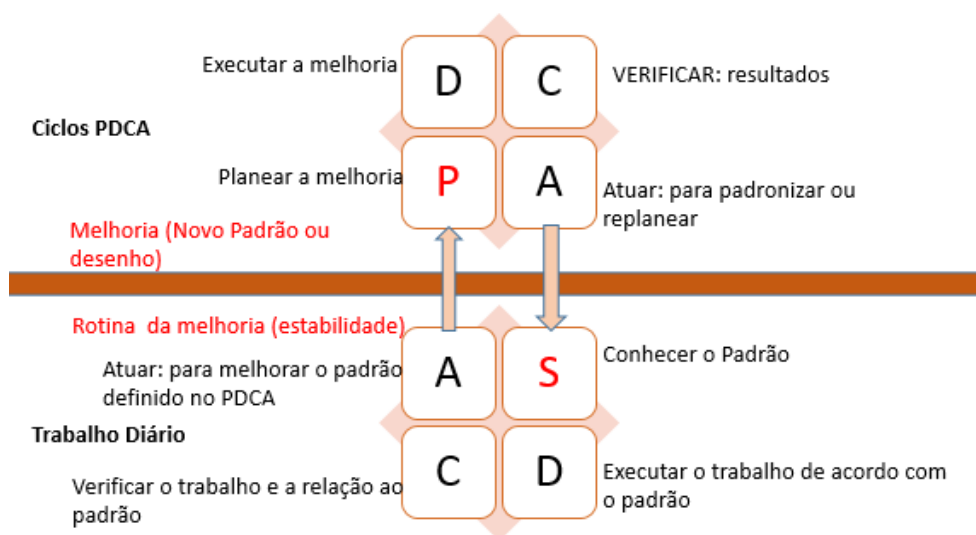 Executar a melhoria
D
C
VERIFICAR: resultados
Ciclos PDCA
Planear a melhoria
P
A
Atuar: para padronizar ou
replanear
Melhoria (Novo Padrão ou
desenho)
Rotina  da melhoria (estabilidade)
Atuar: para melhorar o padrão
definido no PDCA
A
S
Conhecer o Padrão
Trabalho Diário
Verificar o trabalho e a relação ao
padrão
C
D
Executar o trabalho de acordo com
o padrão